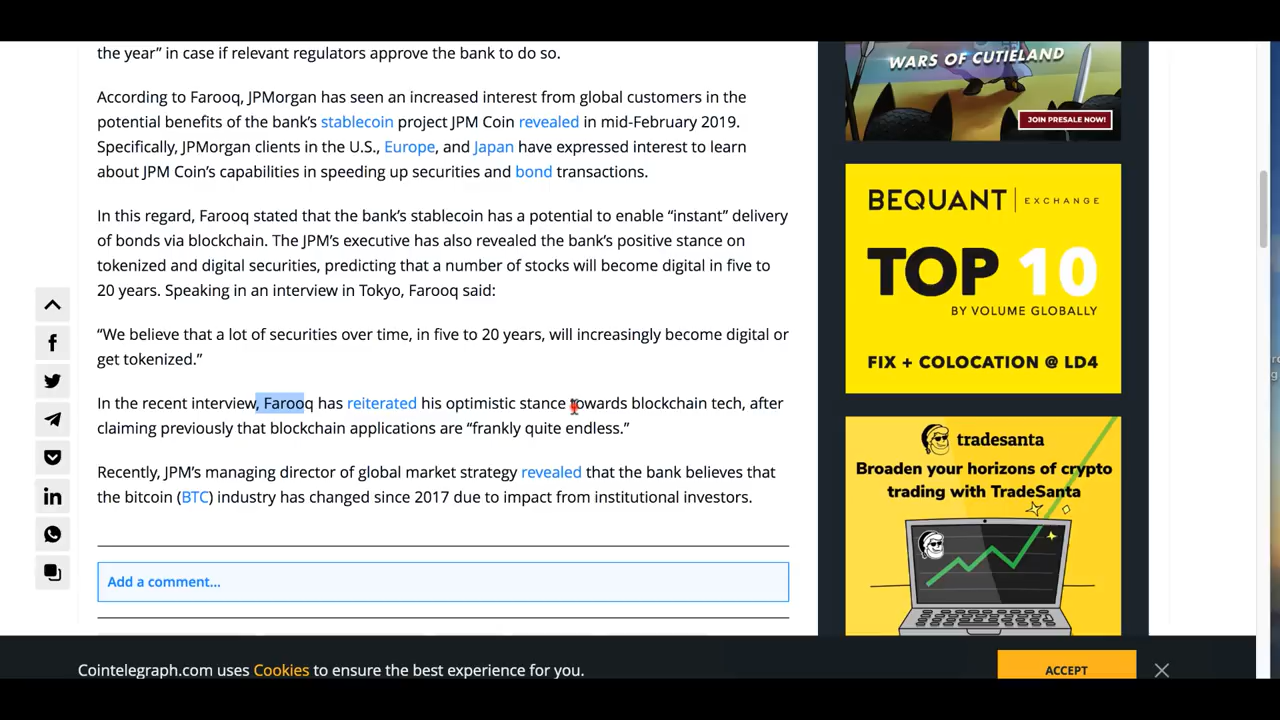 the year” in case if relevant regulators approve the bank to do so.
According to Farooq, JPMorgan has seen an increased interest from global customers in the
potential benefits of the bank’s stablecoin project JPM Coin revealed in mid-February 2019.
Specifically, JPMorgan clients in the U.S., Europe, and Japan have expressed interest to learn
about JPM Coin’s capabilities in speeding up securities and bond transactions.
In this regard, Farooq stated that the bank’s stablecoin has a potential to enable “instant” delivery
of bonds via blockchain. The JPM’s executive has also revealed the bank’s positive stance on
tokenized and digital securities, predicting that a number of stocks will become digital in five to
20 years. Speaking in an interview in Tokyo, Farooq said:
“We believe that a lot of securities over time, in five to 20 years, will increasingly become digital or
get tokenized.”
In the recent interview, Farooq has reiterated his optimistic stance towards blockchain tech, after
claiming previously that blockchain applications are “frankly quite endless.”
Recently, JPM’s managing director of global market strategy revealed that the bank believes that
the bitcoin (BTC) industry has changed since 2017 due to impact from institutional investors.
Add a comment...
WARS OF CUTIELAND
JOIN PRESALE NOW!
BEQUANT EXCHANGE
TOP 10
BY VOLUME GLOBALLY
FIX + COLOCATION @ LD4
tradesanta
Broaden your horizons of crypto
trading with TradeSanta
Cointelegraph.com uses Cookies to ensure the best experience for you.
ACCEPT